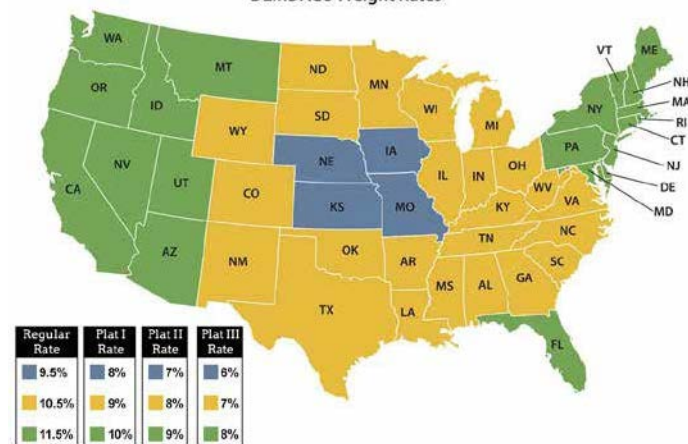 WA
MT
ND
MN
VT
ME
OR
ID
SD
WI
MI
NY
NH
MA
RI
CT
WY
NE
IA
PA
NJ
NV
UT
CO
IL
IN
OH
WV
VA
DE
MD
CA
KS
MO
KY
NC
AZ
NM
OK
AR
TN
SC
TX
LA
MS
AL
GA
FL
Regular Rate
9.5%
10.5%
11.5%
Plat I Rate
8%
9%
10%
Plat II Rate
7%
8%
9%
Plat III Rate
6%
7%
8%